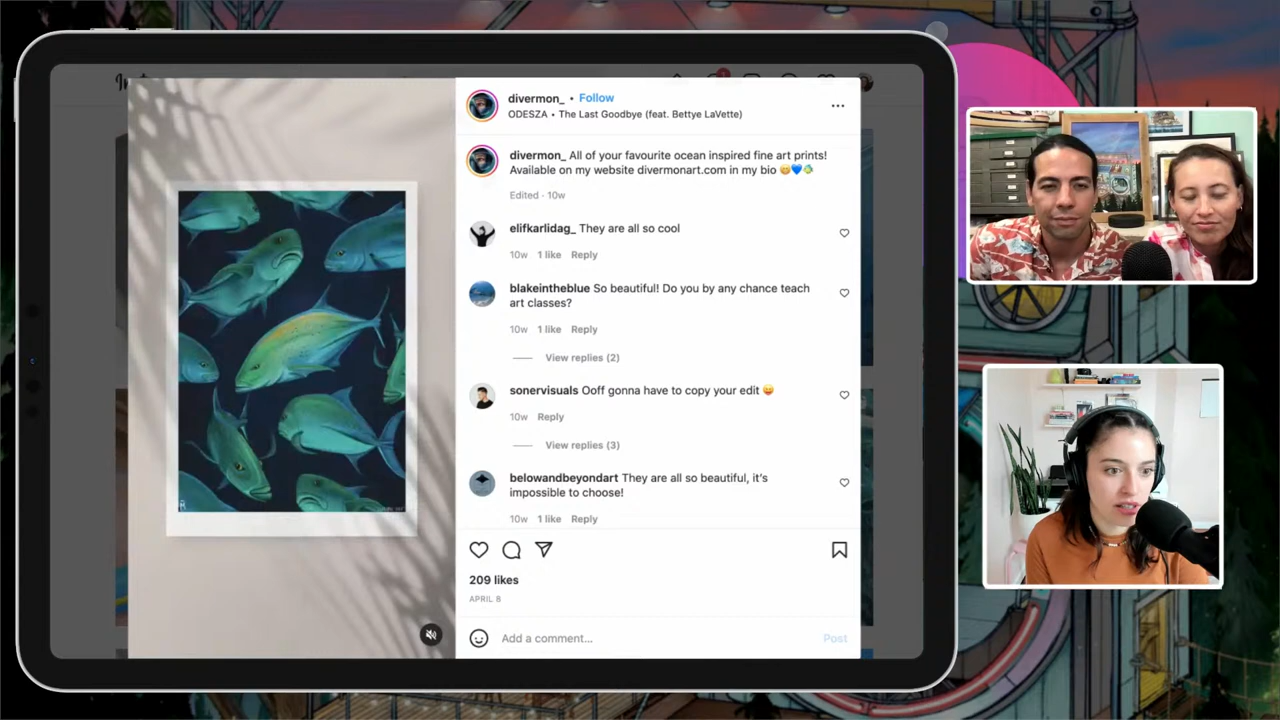 divermon_ • Follow
ODESZA • The Last Goodbye (feat. Bettye LaVette)
divermon_ All of your favourite ocean inspired fine art prints!
Available on my website divermonart.com in my bio 🤩💙🐠
Edited · 10w
elifkarlidag_ They are all so cool
10w 1 like Reply
blakeintheblue So beautiful! Do you by any chance teach
art classes?
10w 1 like Reply
View replies (2)
sonervisuals Ooff gonna have to copy your edit 😛
10w Reply
View replies (3)
belowandbeyondart They are all so beautiful, it's
impossible to choose!
10w 1 like Reply
209 likes
APRIL 8
Add a comment...
Post